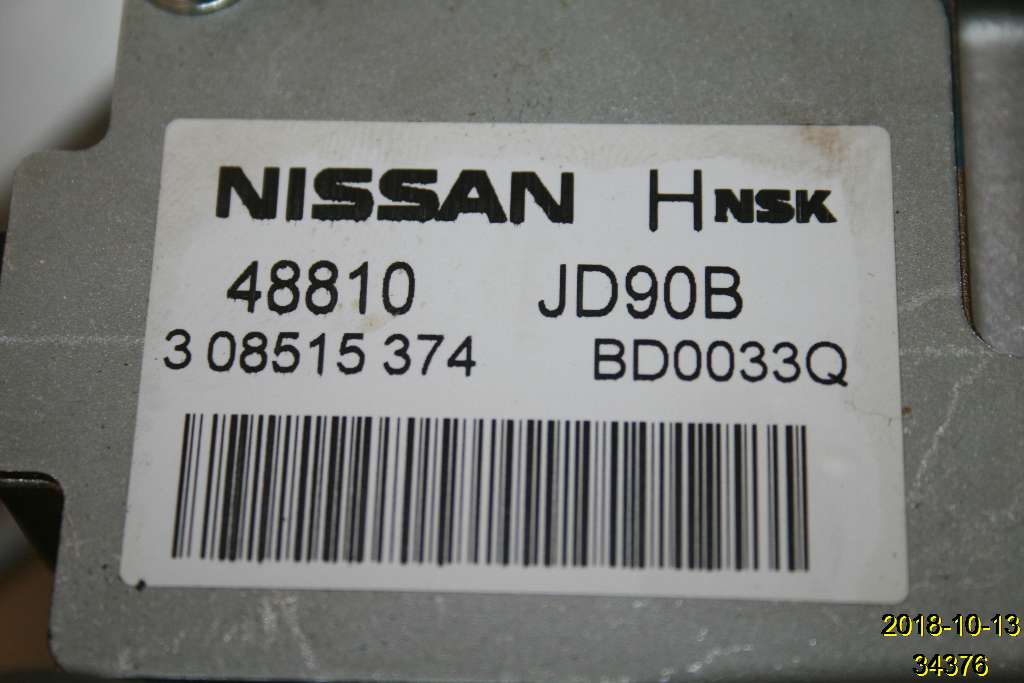 NISSAN H NSK
48810 JD90B
3 08515 374 BD0033Q
2018-10-13
34376